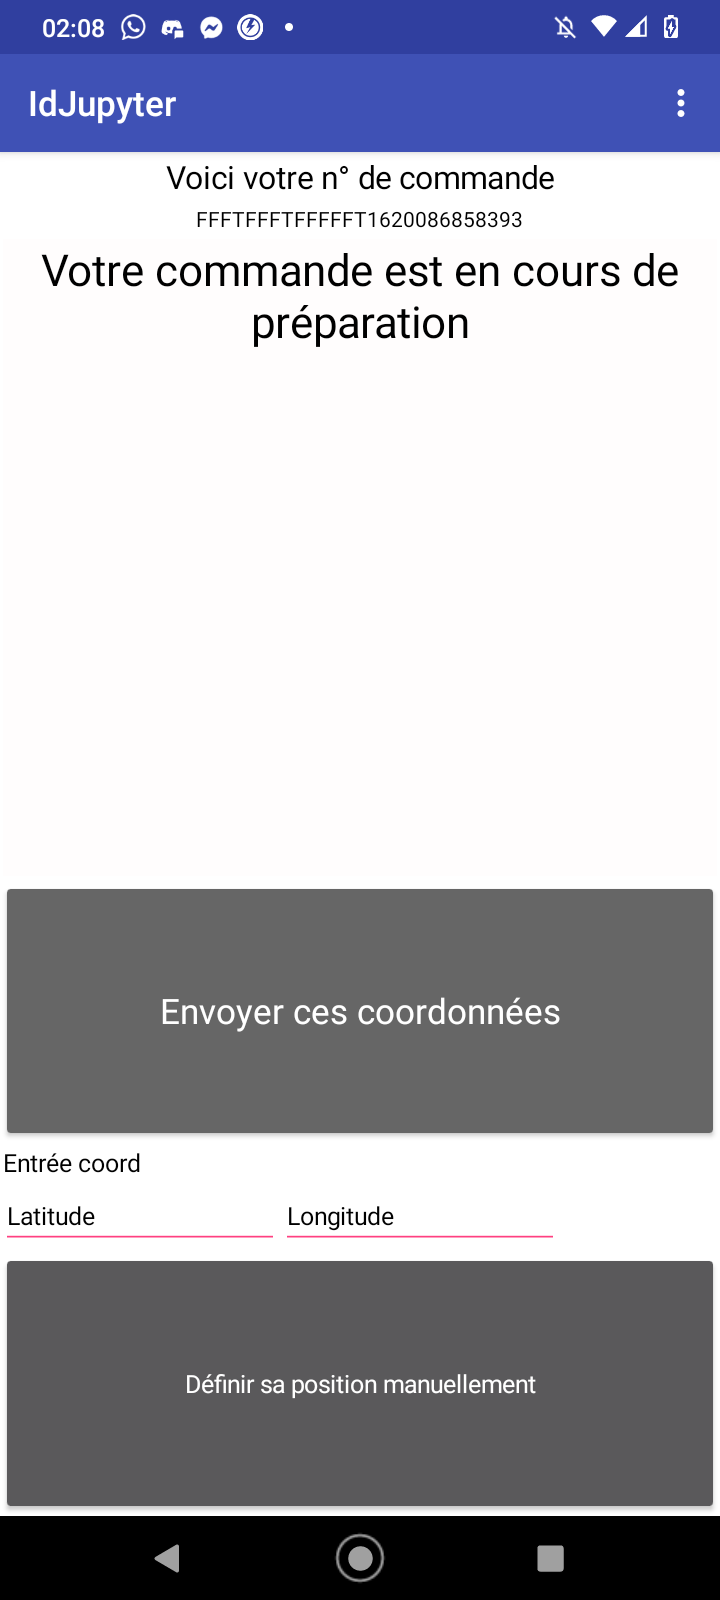 02:08
IdJupyter
Voici votre n° de commande
FFFTFFFTFFFFFT1620086858393
Votre commande est en cours de
préparation
Envoyer ces coordonnées
Entrée coord
Latitude Longitude
Définir sa position manuellement